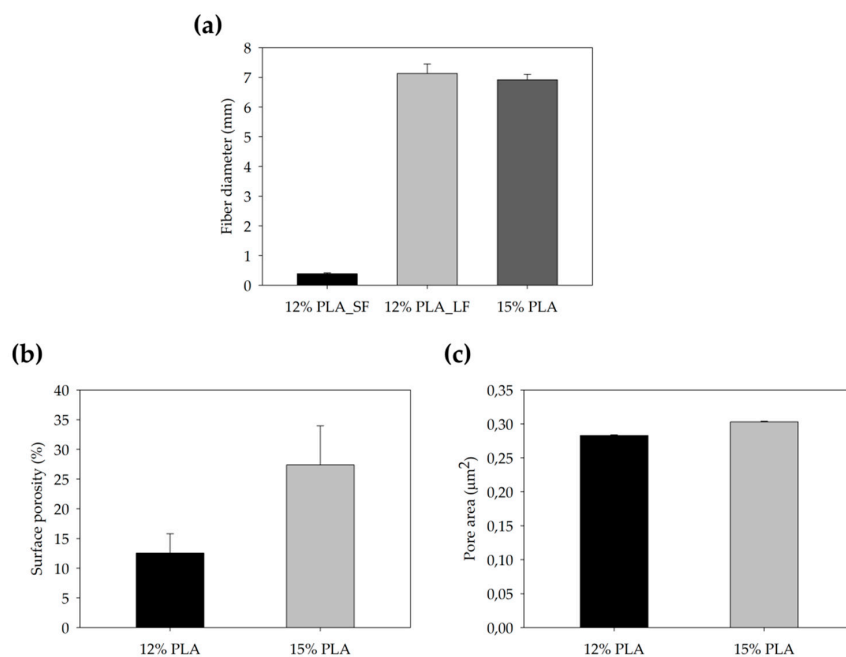 (a)
Fiber diameter (mm)
8
7
6
5
4
3
2
1
0
12% PLA_SF 12% PLA_LF 15% PLA
(b)
Surface porosity (%)
40
35
30
25
20
15
10
5
0
12% PLA 15% PLA
(c)
Pore area (μm²)
0,35
0,30
0,25
0,20
0,15
0,10
0,05
0,00
12% PLA 15% PLA